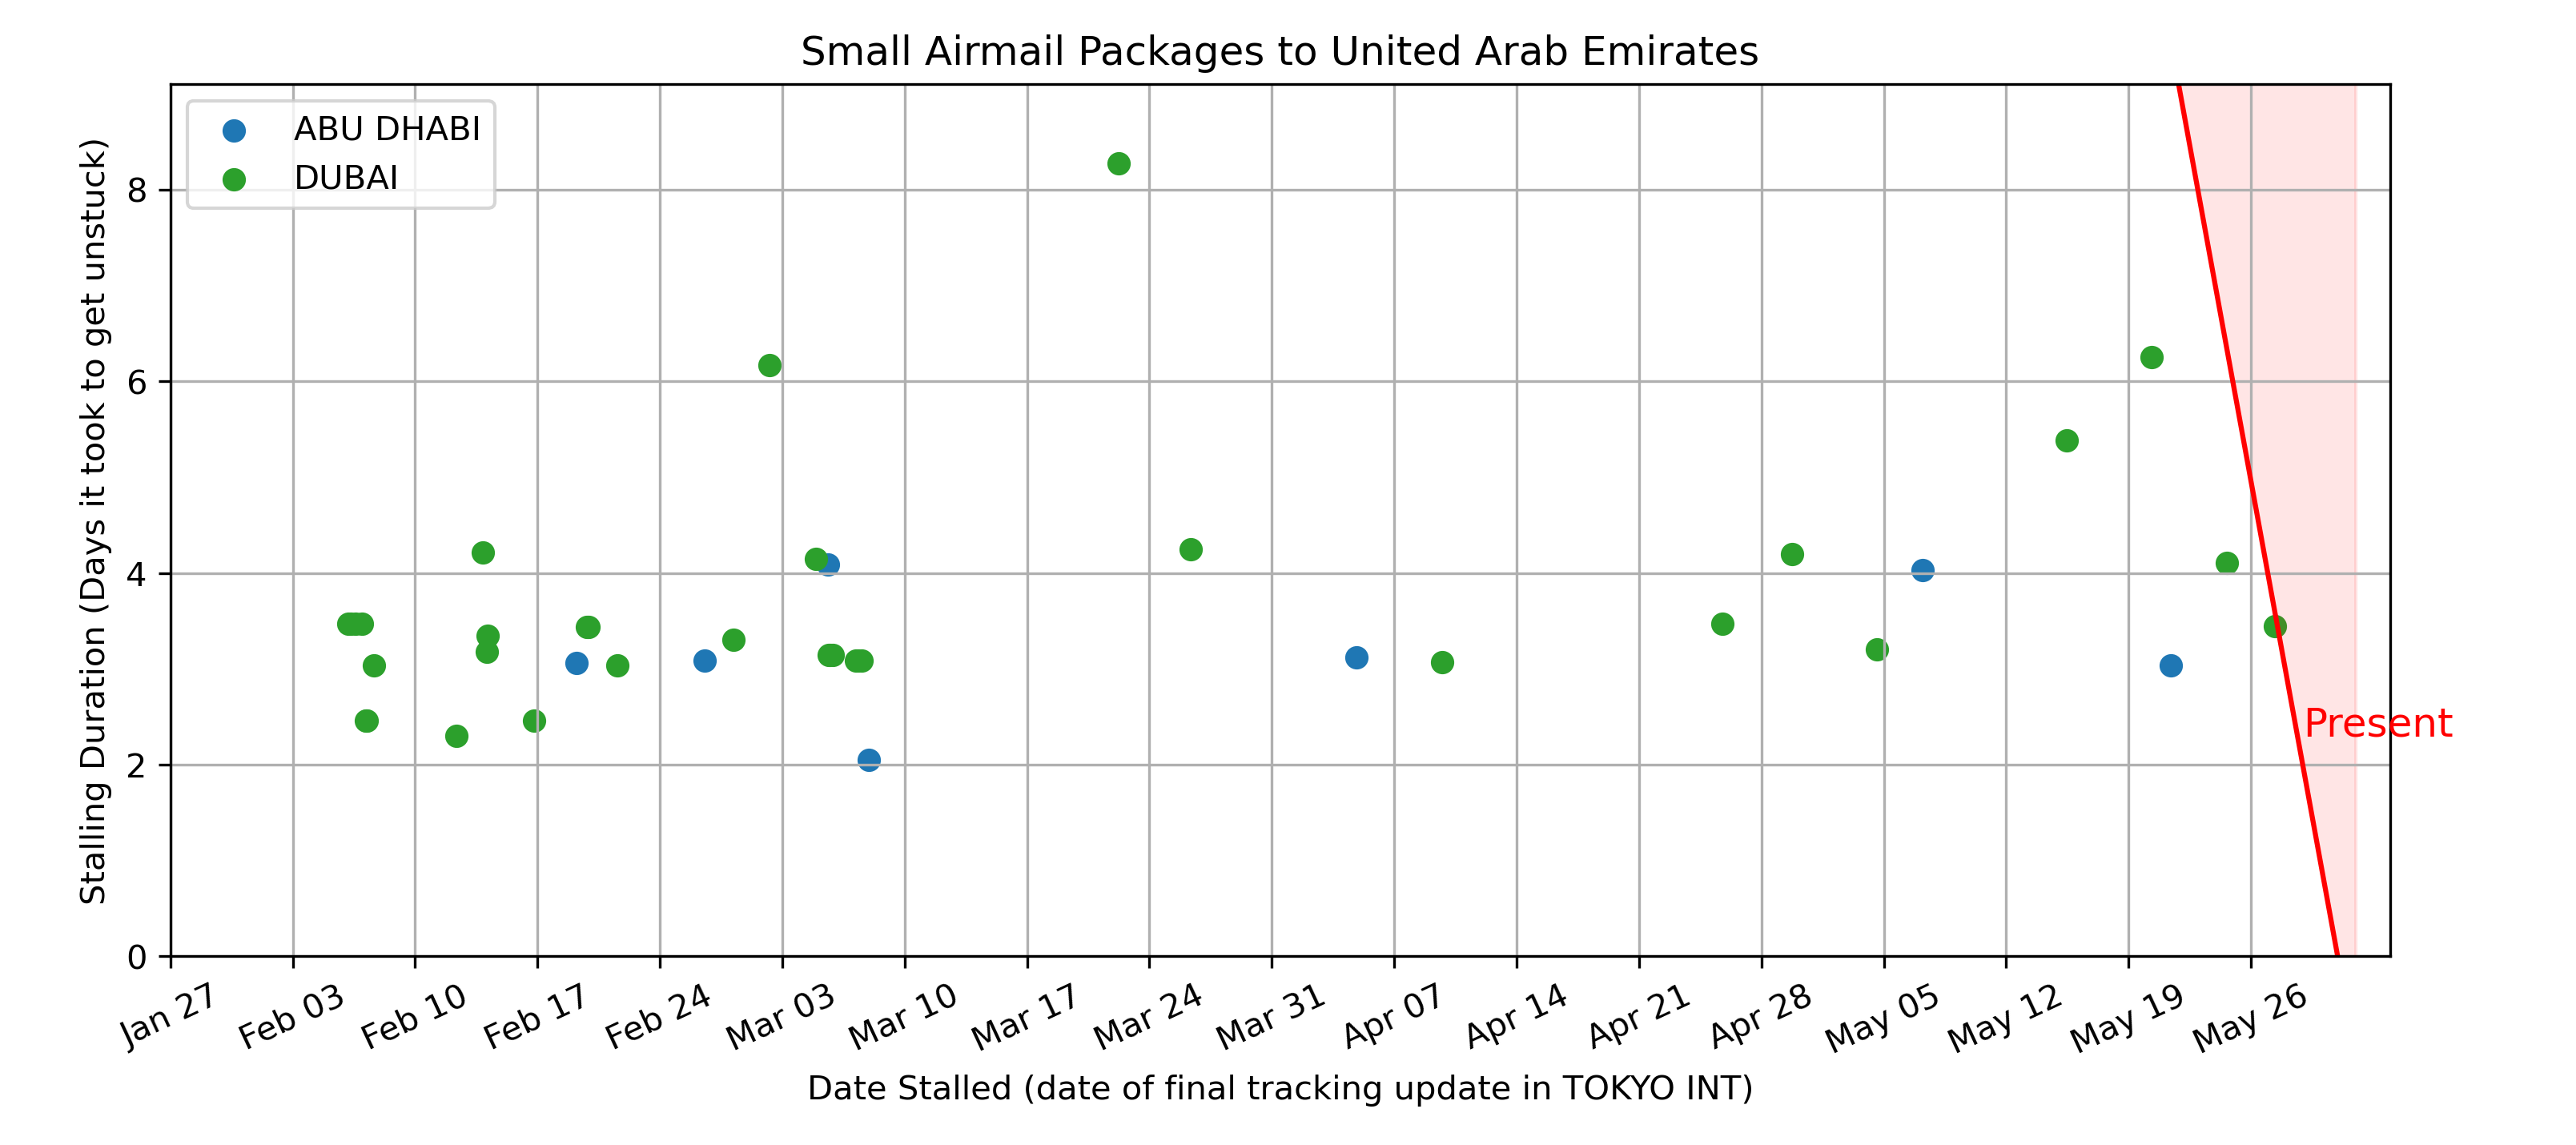 Small Airmail Packages to United Arab Emirates
ABU DHABI
DUBAI
Stalling Duration (Days it took to get unstuck)
8
6
4
2
0
Present
Jan 27
Feb 03
Feb 10
Feb 17
Feb 24
Mar 03
Mar 10
Mar 17
Mar 24
Mar 31
Apr 07
Apr 14
Apr 21
Apr 28
May 05
May 12
May 19
May 26
Date Stalled (date of final tracking update in TOKYO INT)